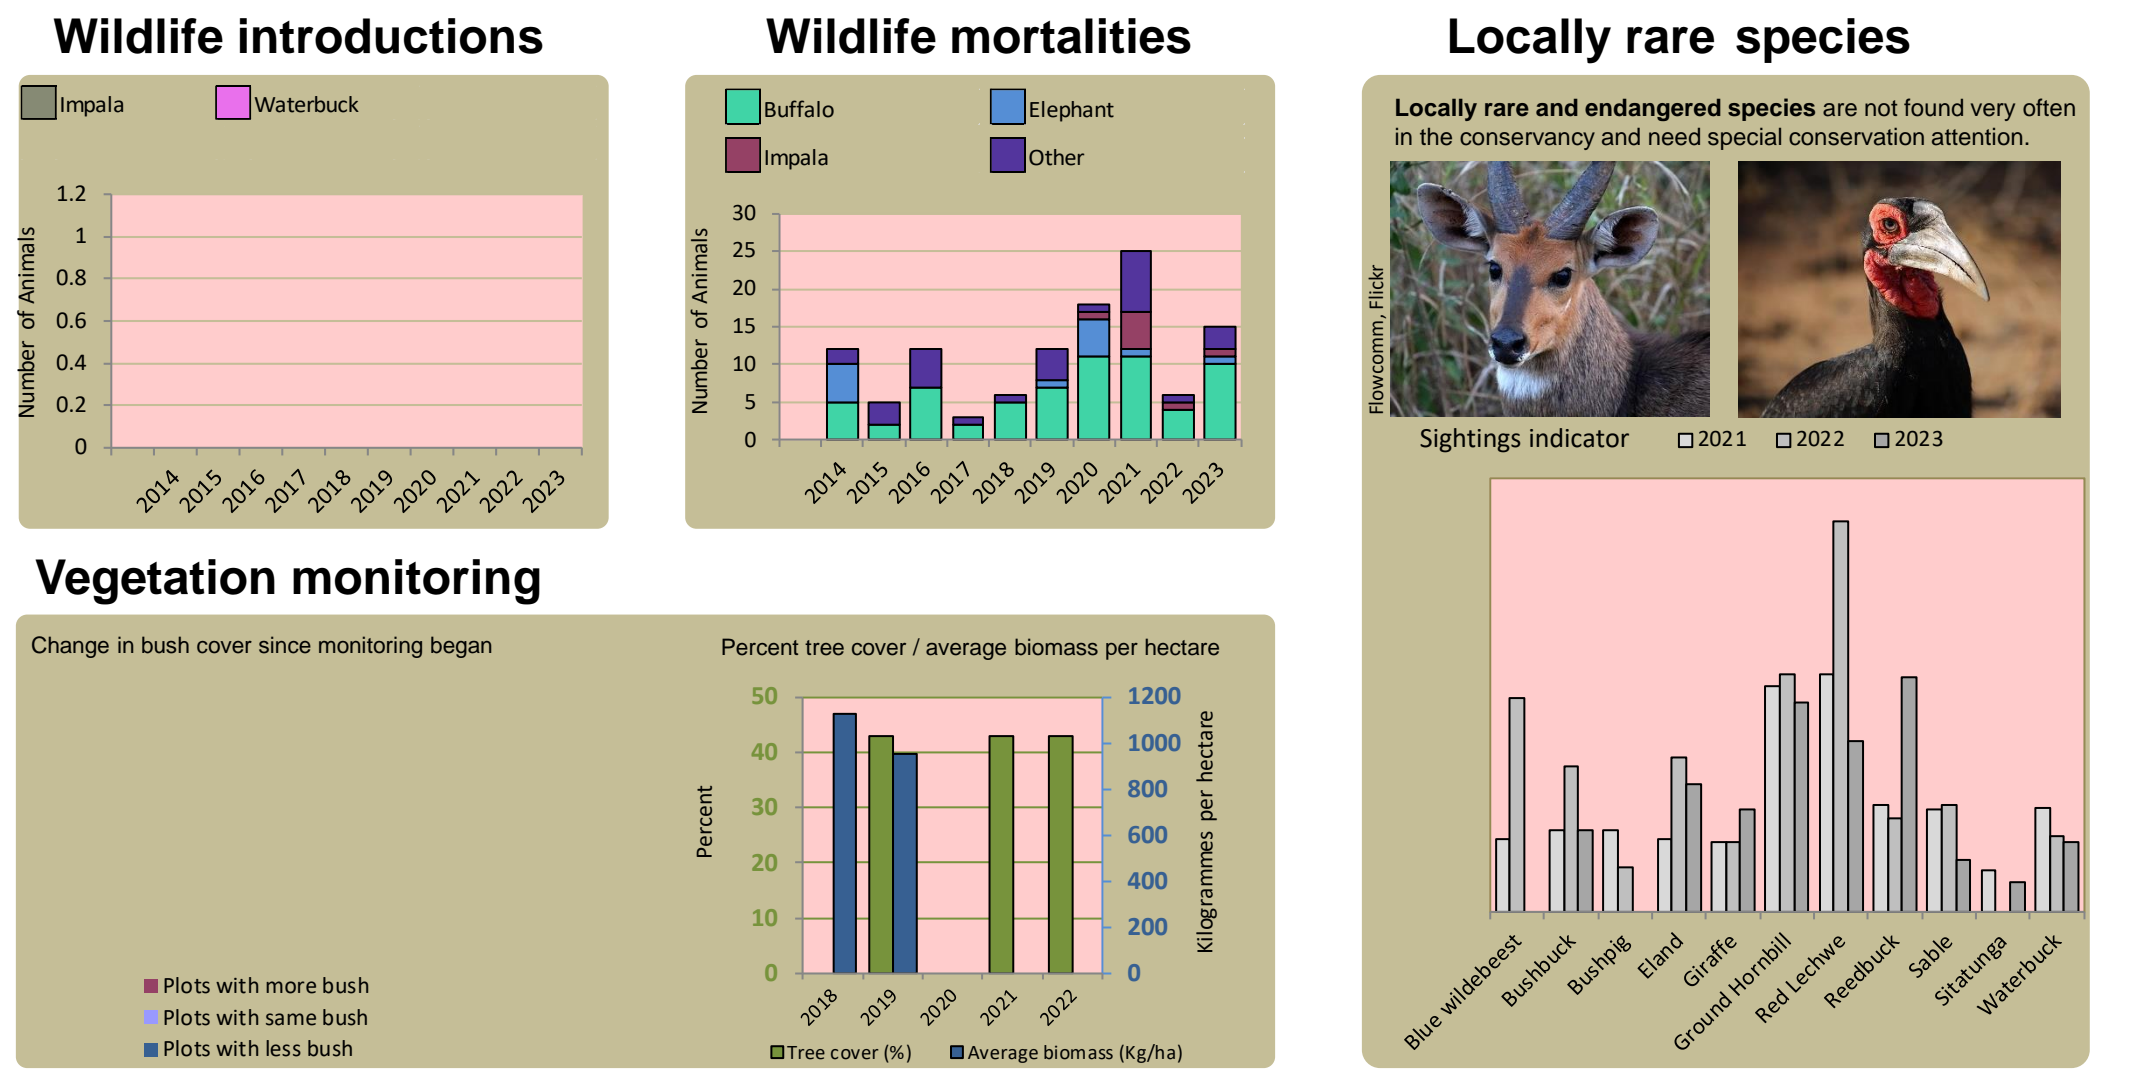 Wildlife introductions
Impala
Waterbuck
Number of Animals
1.2
1
0.8
0.6
0.4
0.2
0
2014
2015
2016
2017
2018
2019
2020
2021
2022
2023
Wildlife mortalities
Buffalo
Elephant
Impala
Other
Number of Animals
30
25
20
15
10
5
0
2014
2015
2016
2017
2018
2019
2020
2021
2022
2023
Locally rare species
Locally rare and endangered species are not found very often
in the conservancy and need special conservation attention.
Flowcomm, Flickr
Sightings indicator
2021
2022
2023
Blue wildebeest
Bushbuck
Bushpig
Eland
Giraffe
Ground Hornbill
Red Lechwe
Reedbuck
Sable
Sitatunga
Waterbuck
Vegetation monitoring
Change in bush cover since monitoring began
Plots with more bush
Plots with same bush
Plots with less bush
Percent tree cover / average biomass per hectare
Percent
50
40
30
20
10
0
1200
1000
800
600
400
200
0
Kilogrammes per hectare
2018
2019
2020
2021
2022
Tree cover (%)
Average biomass (Kg/ha)